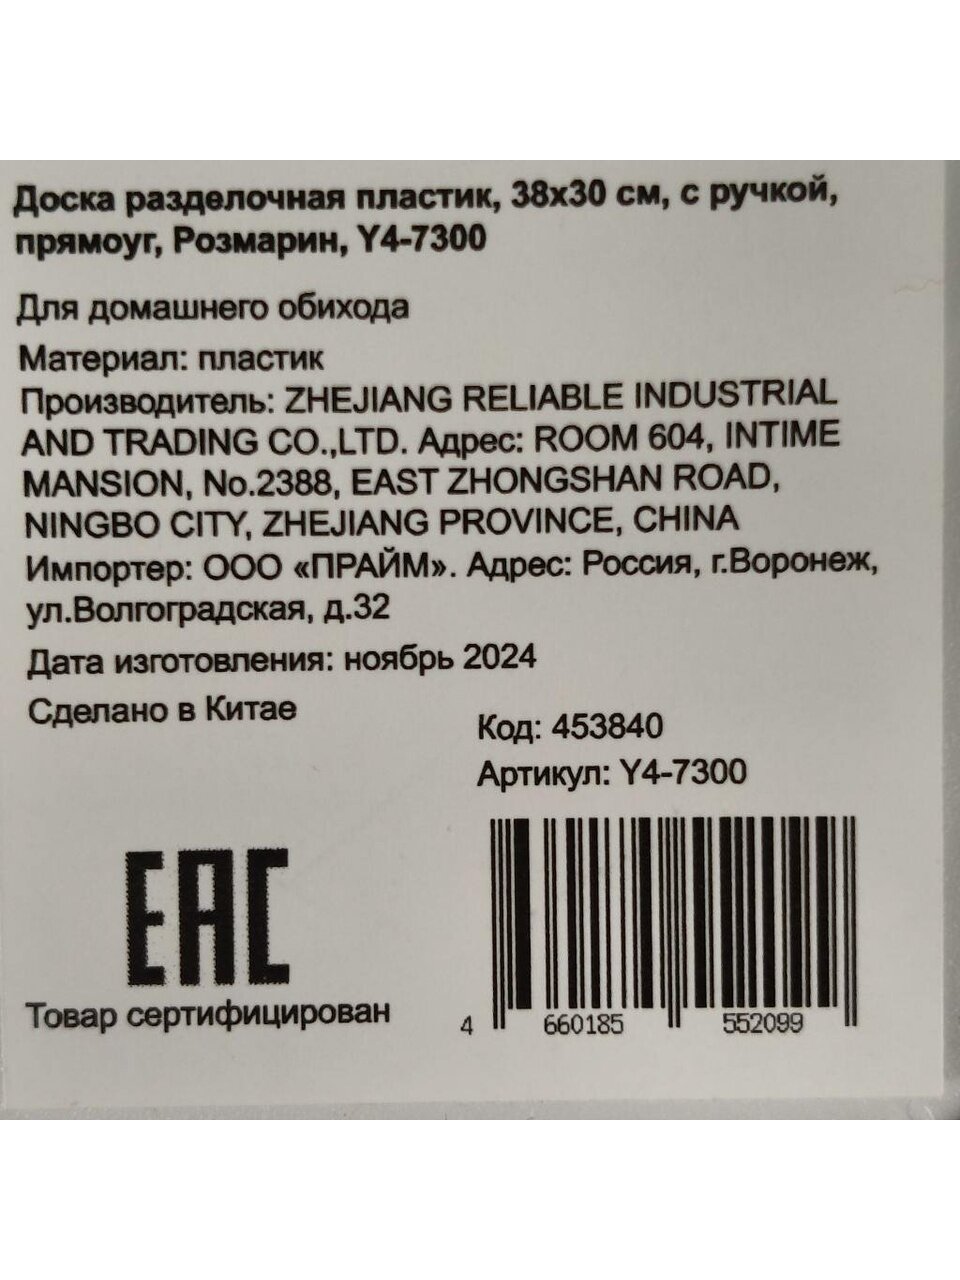 Доска разделочная пластик, 38х30 см, с ручкой,
прямоуг, Розмарин, Y4-7300
Для домашнего обихода
Материал: пластик
Производитель: ZHEJIANG RELIABLE INDUSTRIAL
AND TRADING CO.,LTD. Адрес: ROOM 604, INTIME
MANSION, No.2388, EAST ZHONGSHAN ROAD,
NINGBO CITY, ZHEJIANG PROVINCE, CHINA
Импортер: ООО «ПРАЙМ». Адрес: Россия, г.Воронеж,
ул.Волгоградская, д.32
Дата изготовления: ноябрь 2024
Сделано в Китае
Код: 453840
Артикул: Y4-7300
EAC
Товар сертифицирован
4 660185 552099